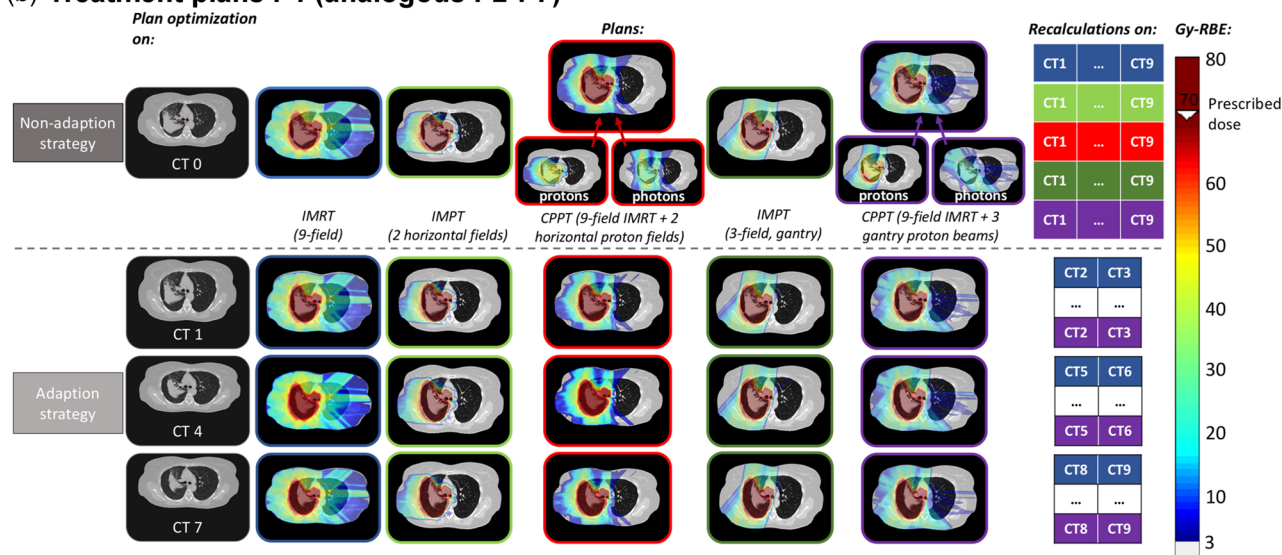 Treatment plans
Plan optimization
on:
Plans:
Recalculations on:
Gy-RBE:
Non-adaption
strategy
CT 0
protons
photons
protons
photons
IMRT
(9-field)
IMPT
(2 horizontal fields)
CPPT (9-field IMRT + 2
horizontal proton fields)
IMPT
(3-field, gantry)
CPPT (9-field IMRT + 3
gantry proton beams)
CT1 ... CT9
CT1 ... CT9
CT1 ... CT9
CT1 ... CT9
CT1 ... CT9
80
70
Prescribed
dose
60
50
40
30
20
10
3
Adaption
strategy
CT 1
CT2 CT3
... ...
CT2 CT3
CT 4
CT5 CT6
... ...
CT5 CT6
CT 7
CT8 CT9
... ...
CT8 CT9